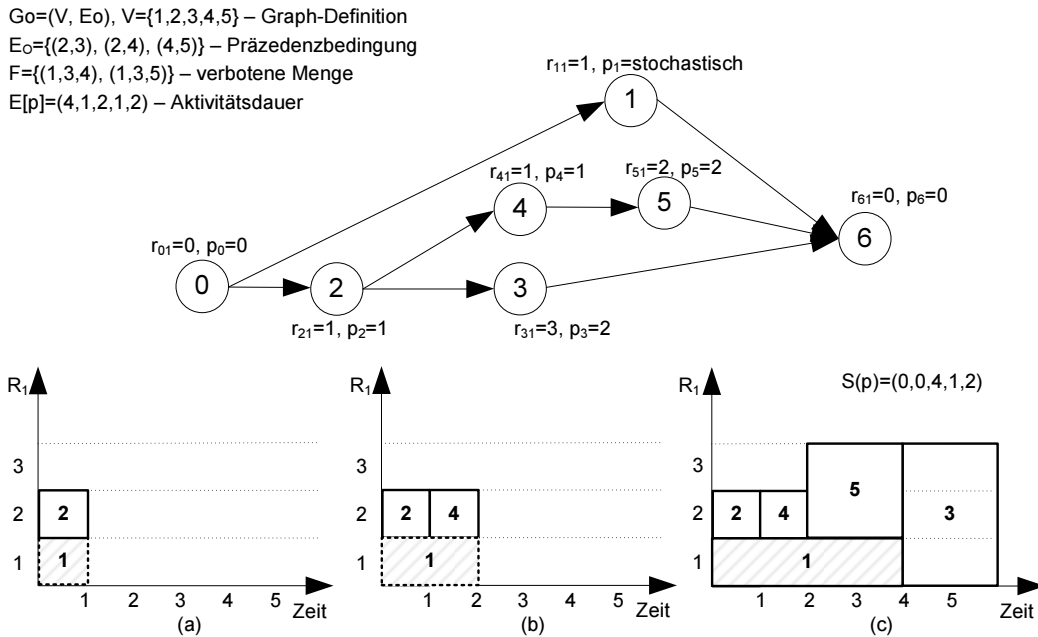 Go=(V, Eo), V={1,2,3,4,5} – Graph-Definition
EO={(2,3), (2,4), (4,5)} – Präzedenzbedingung
F={(1,3,4), (1,3,5)} – verbotene Menge
E[p]=(4,1,2,1,2) – Aktivitätsdauer
r11=1, p1=stochastisch
1
r41=1, p4=1
r51=2, p5=2
4
5
r61=0, p6=0
6
r01=0, p0=0
0
2
3
r21=1, p2=1
r31=3, p3=2
R1
3
2
1
2
1
1 2 3 4 5
Zeit
(a)
R1
3
2
1
2 4
1
1 2 3 4 5
Zeit
(b)
R1
S(p)=(0,0,4,1,2)
3
2
1
5
2 4
3
1
1 2 3 4 5
Zeit
(c)